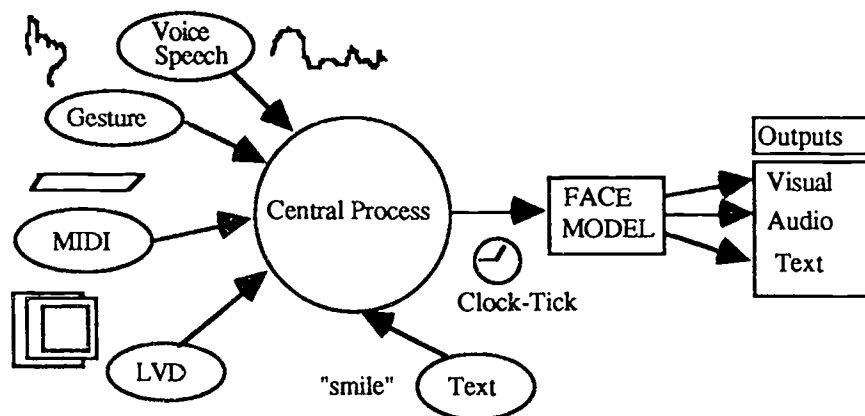 Voice
Speech
Gesture
Outputs
Visual
FACE
MODEL
Central Process
Audio
MIDI
Text
Clock-Tick
LVD
"smile"
Text